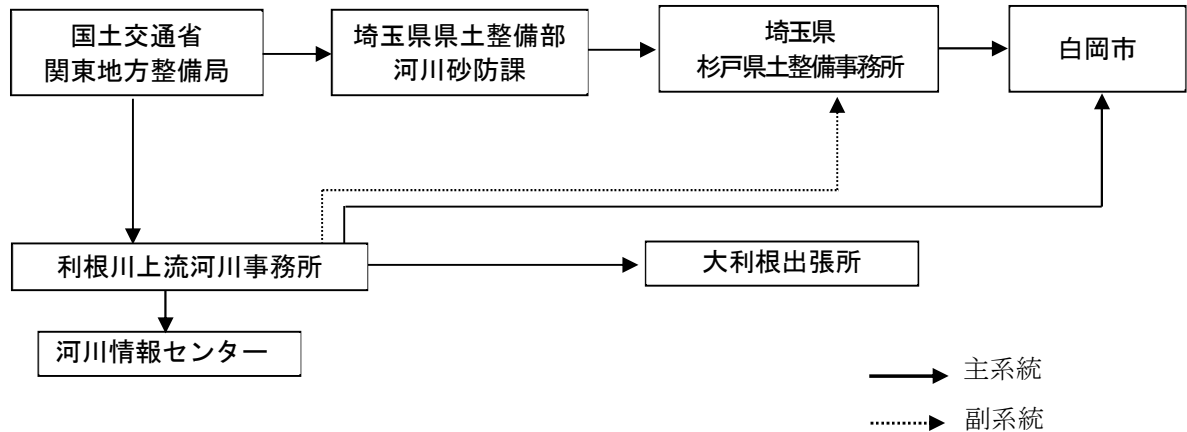 国土交通省
関東地方整備局
埼玉県県土整備部
河川砂防課
埼玉県
杉戸県土整備事務所
白岡市
利根川上流河川事務所
大利根出張所
河川情報センター
主系統
副系統